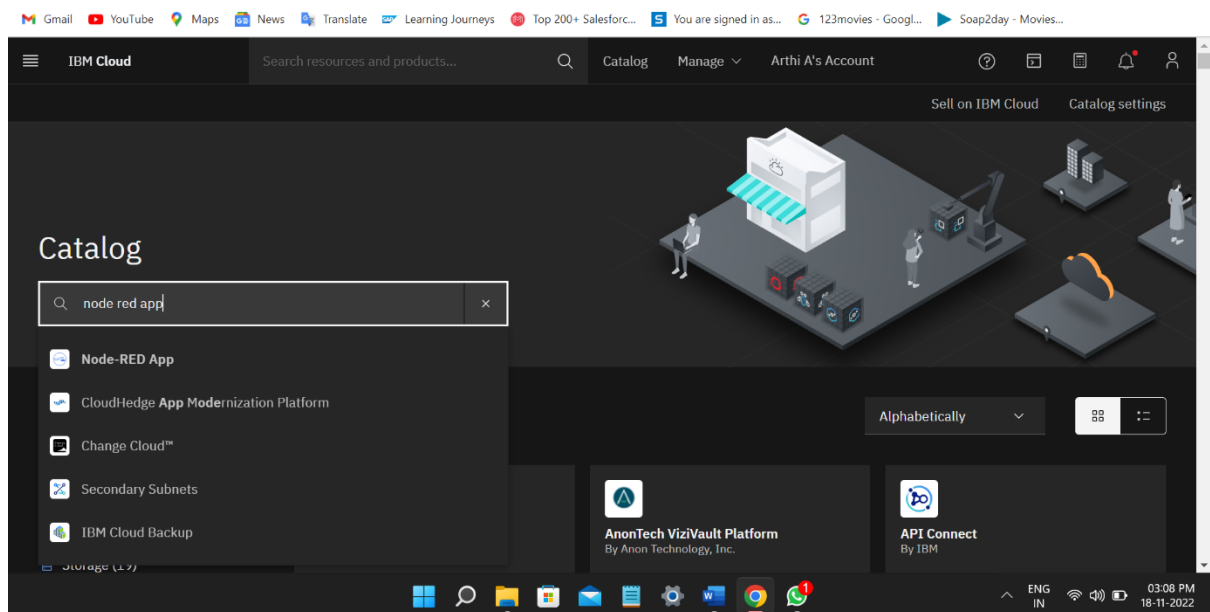 Gmail YouTube Maps News Translate Learning Journeys Top 200+ Salesforc... You are signed in as... 123movies - Googl... Soap2day - Movies...
IBM Cloud Search resources and products... Catalog Manage Arthi A's Account
Sell on IBM Cloud Catalog settings
Catalog
node red app
Node-RED App
CloudHedge App Modernization Platform
Change Cloud™
Secondary Subnets
IBM Cloud Backup
Storage (19)
Alphabetically
AnonTech ViziVault Platform
By Anon Technology, Inc.
API Connect
By IBM
1
ENG
IN
03:08 PM
18-11-2022